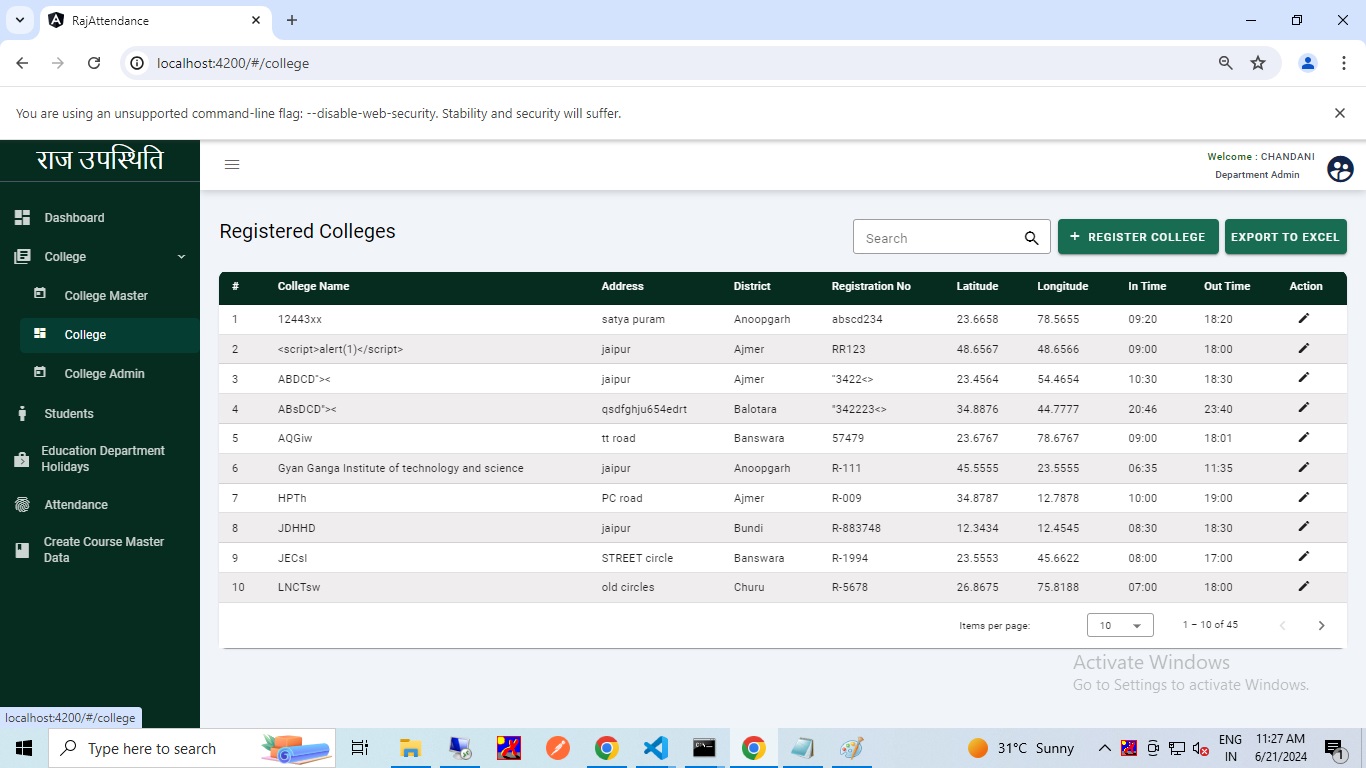 RajAttendance
localhost:4200/#/college
You are using an unsupported command-line flag: --disable-web-security. Stability and security will suffer.
राज उपस्थिति
Welcome : CHANDANI
Department Admin
Dashboard
College
College Master
College
College Admin
Students
Education Department
Holidays
Attendance
Create Course Master
Data
Registered Colleges
Search
+ REGISTER COLLEGE
EXPORT TO EXCEL
# College Name Address District Registration No Latitude Longitude In Time Out Time Action
1 12443xx satya puram Anoopgarh abscd234 23.6658 78.5655 09:20 18:20
2 <script>alert(1)</script> jaipur Ajmer RR123 48.6567 48.6566 09:00 18:00
3 ABDCD">< jaipur Ajmer "3422<> 23.4564 54.4654 10:30 18:30
4 ABsDCD">< qsdfghju654edrt Balotara "342223<> 34.8876 44.7777 20:46 23:40
5 AQGiw tt road Banswara 57479 23.6767 78.6767 09:00 18:01
6 Gyan Ganga Institute of technology and science jaipur Anoopgarh R-111 45.5555 23.5555 06:35 11:35
7 HPTh PC road Ajmer R-009 34.8787 12.7878 10:00 19:00
8 JDHHD jaipur Bundi R-883748 12.3434 12.4545 08:30 18:30
9 JECsl STREET circle Banswara R-1994 23.5553 45.6622 08:00 17:00
10 LNCTsw old circles Churu R-5678 26.8675 75.8188 07:00 18:00
Items per page: 10 1 – 10 of 45
Activate Windows
Go to Settings to activate Windows.
localhost:4200/#/college
Type here to search
31°C Sunny
ENG
IN
11:27 AM
6/21/2024
1